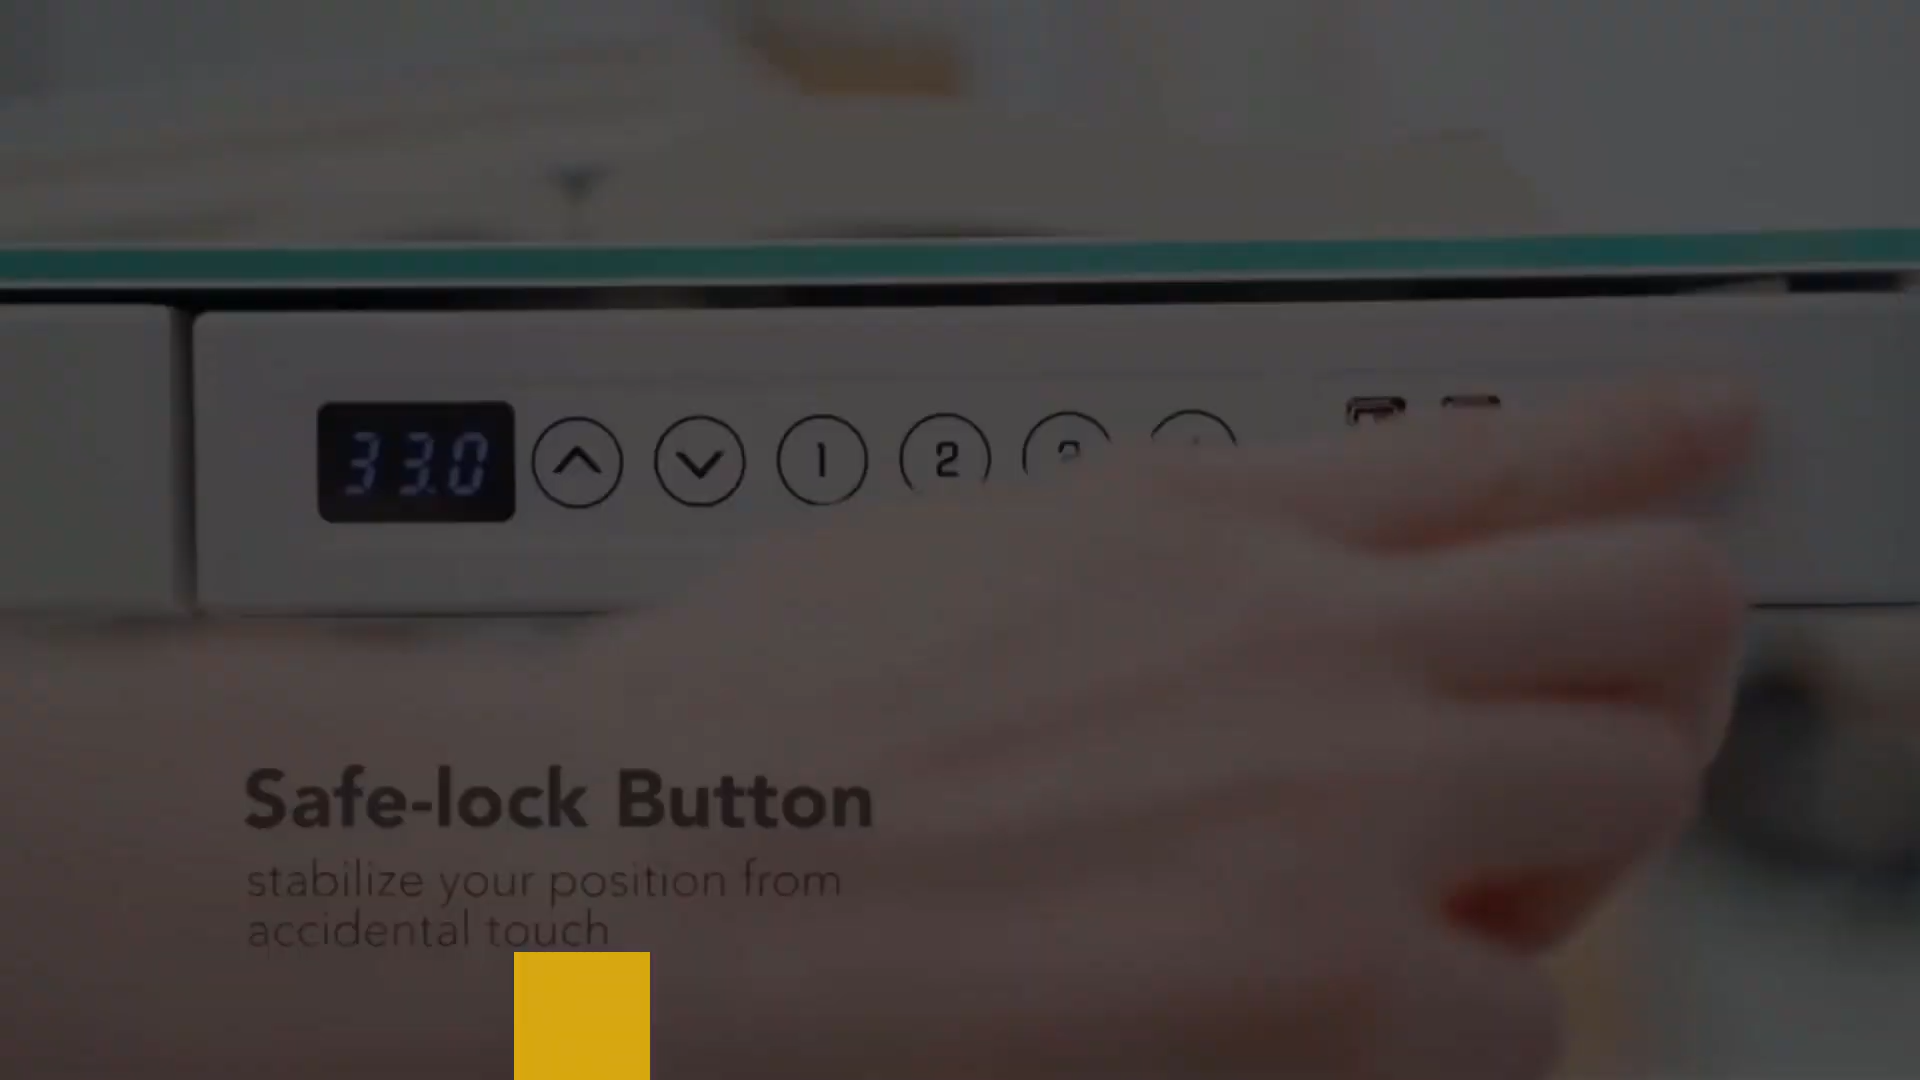 33.0 1 2
Safe-lock Button
stabilize your position from
accidental touch